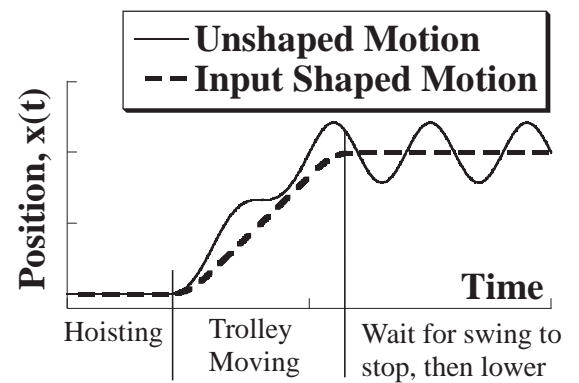 Unshaped Motion
Input Shaped Motion
Position, x(t)
Time
Hoisting
Trolley
Moving
Wait for swing to
stop, then lower